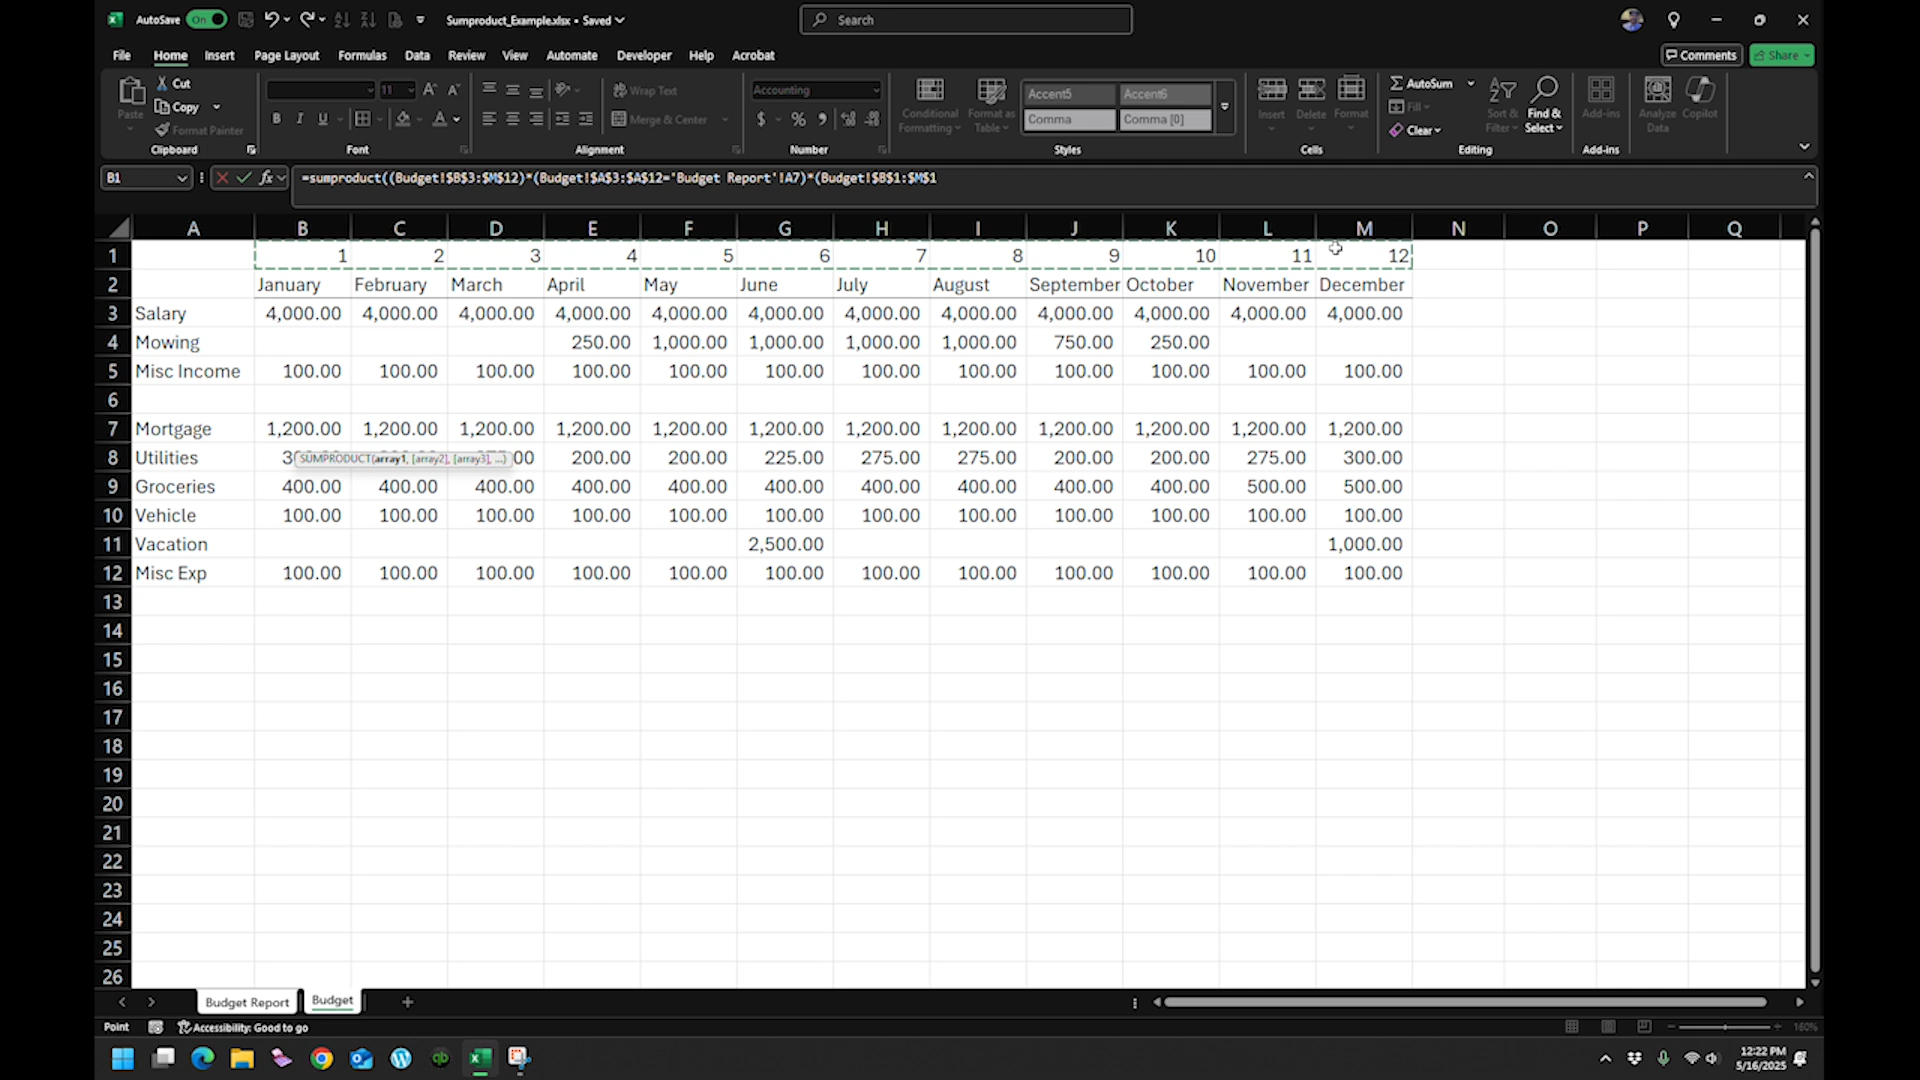 AutoSave On Sumproduct_Example.xlsx • Saved Search
File Home Insert Page Layout Formulas Data Review View Automate Developer Help Acrobat Comments Share
Paste Cut Copy Format Painter Clipboard
11 B I U Font
Wrap Text Merge & Center Alignment
Accounting $ % , Number
Conditional Formatting Format as Table Accent5 Accent6 Comma Comma [0] Styles
Insert Delete Format Cells
AutoSum Fill Clear Sort & Filter Find & Select Editing
Add-ins Add-ins Analyze Data Copilot
B1 fx =sumproduct((Budget!$B$3:$M$12)*(Budget!$A$3:$A$12='Budget Report'!A7)*(Budget!$B$1:$M$1
A B C D E F G H I J K L M N O P Q
1 1 2 3 4 5 6 7 8 9 10 11 12
2 January February March April May June July August September October November December
3 Salary 4,000.00 4,000.00 4,000.00 4,000.00 4,000.00 4,000.00 4,000.00 4,000.00 4,000.00 4,000.00 4,000.00 4,000.00
4 Mowing 250.00 1,000.00 1,000.00 1,000.00 1,000.00 750.00 250.00
5 Misc Income 100.00 100.00 100.00 100.00 100.00 100.00 100.00 100.00 100.00 100.00 100.00 100.00
6
7 Mortgage 1,200.00 1,200.00 1,200.00 1,200.00 1,200.00 1,200.00 1,200.00 1,200.00 1,200.00 1,200.00 1,200.00 1,200.00
8 Utilities SUMPRODUCT(array1, [array2], [array3], ...) 200.00 200.00 225.00 275.00 275.00 200.00 200.00 275.00 300.00
9 Groceries 400.00 400.00 400.00 400.00 400.00 400.00 400.00 400.00 400.00 400.00 500.00 500.00
10 Vehicle 100.00 100.00 100.00 100.00 100.00 100.00 100.00 100.00 100.00 100.00 100.00 100.00
11 Vacation 2,500.00 1,000.00
12 Misc Exp 100.00 100.00 100.00 100.00 100.00 100.00 100.00 100.00 100.00 100.00 100.00 100.00
13
14
15
16
17
18
19
20
21
22
23
24
25
26
Budget Report Budget
Point Accessibility: Good to go 160%
12:22 PM
5/16/2025